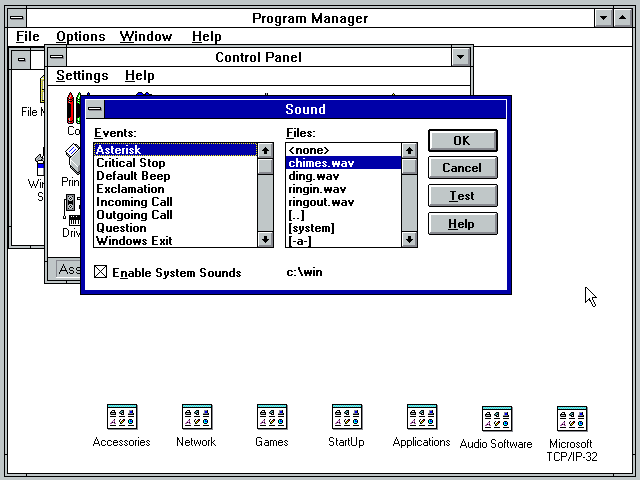 Program Manager
File Options Window Help
Control Panel
Settings Help
File M
Co
Sound
Events:
Asterisk
Critical Stop
Default Beep
Exclamation
Incoming Call
Outgoing Call
Question
Windows Exit
Files:
<none>
chimes.wav
ding.wav
ringin.wav
ringout.wav
[..]
[system]
[-a-]
OK
Cancel
Test
Help
Enable System Sounds
c:\win
Prin
Win
S
Driv
Ass
Accessories
Network
Games
StartUp
Applications
Audio Software
Microsoft
TCP/IP-32